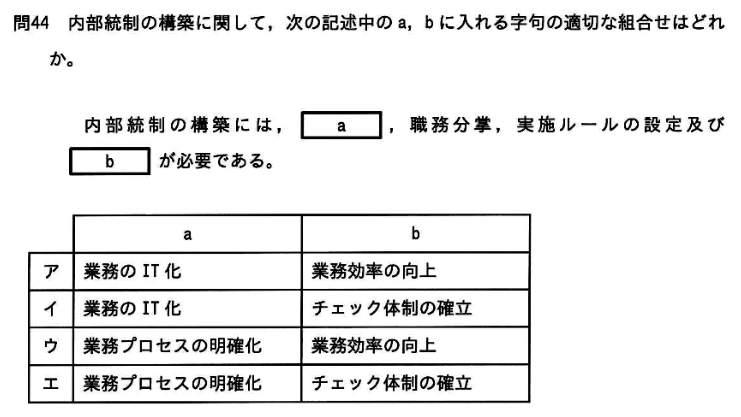 問44 内部統制の構築に関して，次の記述中のa，bに入れる字句の適切な組合せはどれ
か。
内部統制の構築には， a ，職務分掌，実施ルールの設定及び
b が必要である。
a b
ア 業務のIT化 業務効率の向上
イ 業務のIT化 チェック体制の確立
ウ 業務プロセスの明確化 業務効率の向上
エ 業務プロセスの明確化 チェック体制の確立